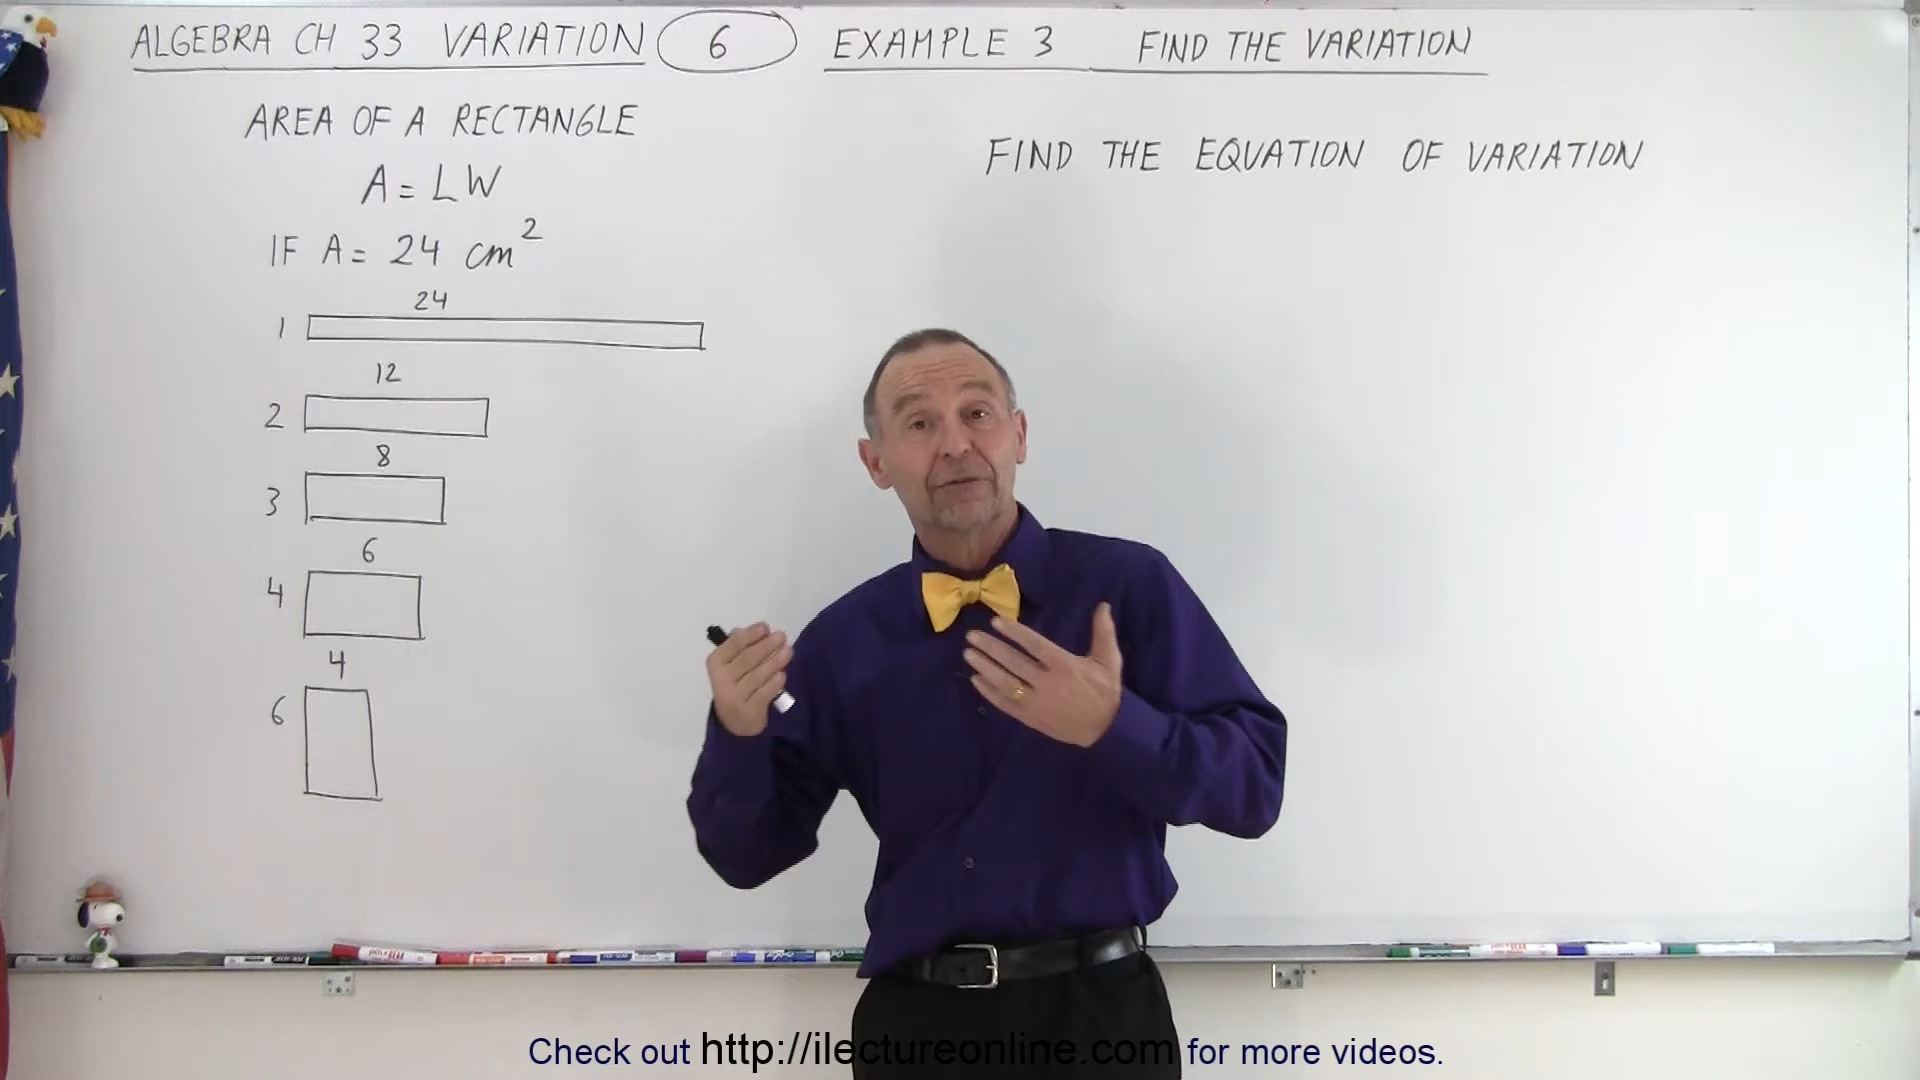 ALGEBRA CH 33 VARIATION 6 EXAMPLE 3 FIND THE VARIATION
AREA OF A RECTANGLE
A = LW
IF A = 24 cm²
24
1
12
2
8
3
6
4
4
6
FIND THE EQUATION OF VARIATION
Check out http://ilectureonline.com for more videos.